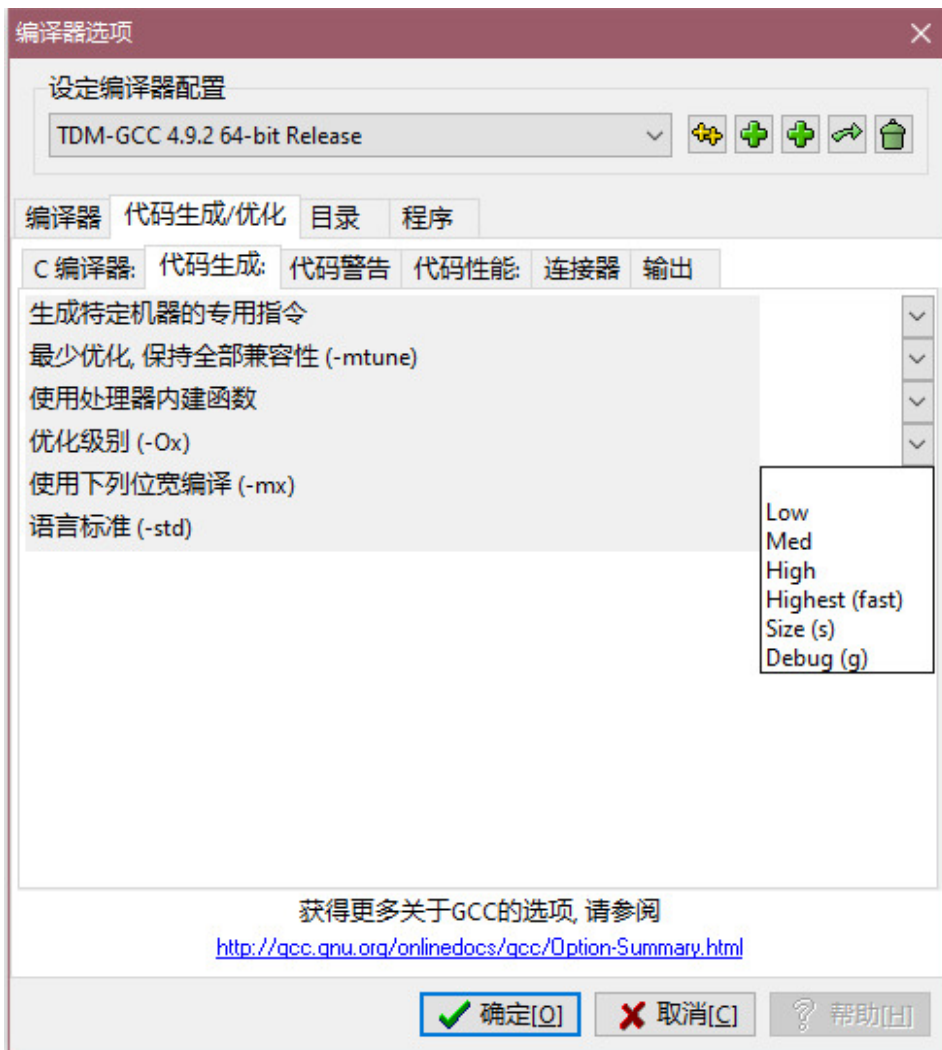 编译器选项
设定编译器配置
TDM-GCC 4.9.2 64-bit Release
编译器 代码生成/优化 目录 程序
C 编译器: 代码生成: 代码警告 代码性能: 连接器 输出
生成特定机器的专用指令
最少优化, 保持全部兼容性 (-mtune)
使用处理器内建函数
优化级别 (-Ox)
使用下列位宽编译 (-mx)
语言标准 (-std)
Low
Med
High
Highest (fast)
Size (s)
Debug (g)
获得更多关于GCC的选项, 请参阅
http://gcc.gnu.org/onlinedocs/gcc/Option-Summary.html
确定[O] 取消[C] 帮助[H]